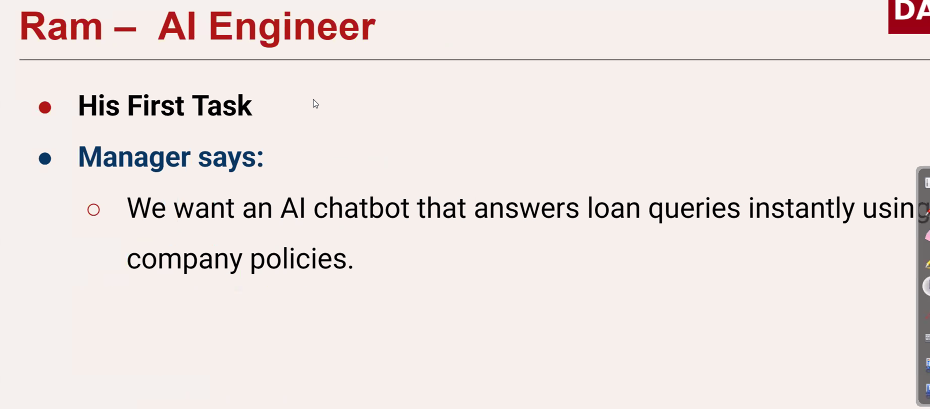 Ram – AI Engineer
DA
● His First Task
● Manager says:
○ We want an AI chatbot that answers loan queries instantly using
company policies.